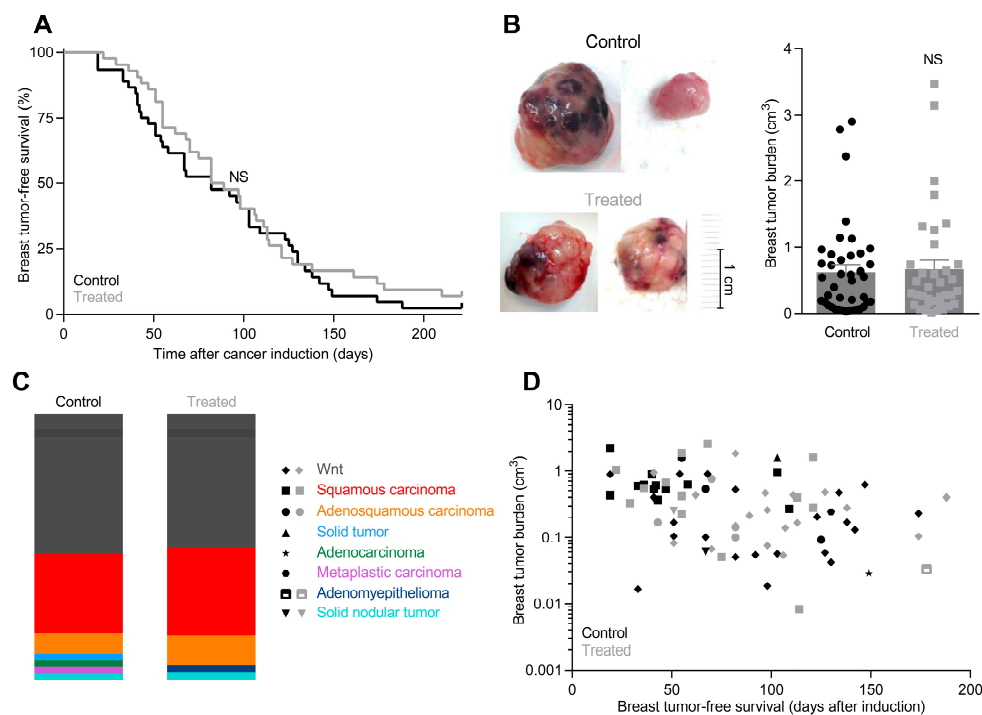 A
100
75
50
25
0
Breast tumor-free survival (%)
NS
Control
Treated
0
50
100
150
200
Time after cancer induction (days)
B
Control
Treated
1 cm
4
3
2
1
0
Breast tumor burden (cm3)
NS
Control
Treated
C
Control
Treated
Wnt
Squamous carcinoma
Adenosquamous carcinoma
Solid tumor
Adenocarcinoma
Metaplastic carcinoma
Adenomyepithelioma
Solid nodular tumor
D
10
1
0.1
0.01
0.001
Breast tumor burden (cm3)
Control
Treated
0
50
100
150
200
Breast tumor-free survival (days after induction)